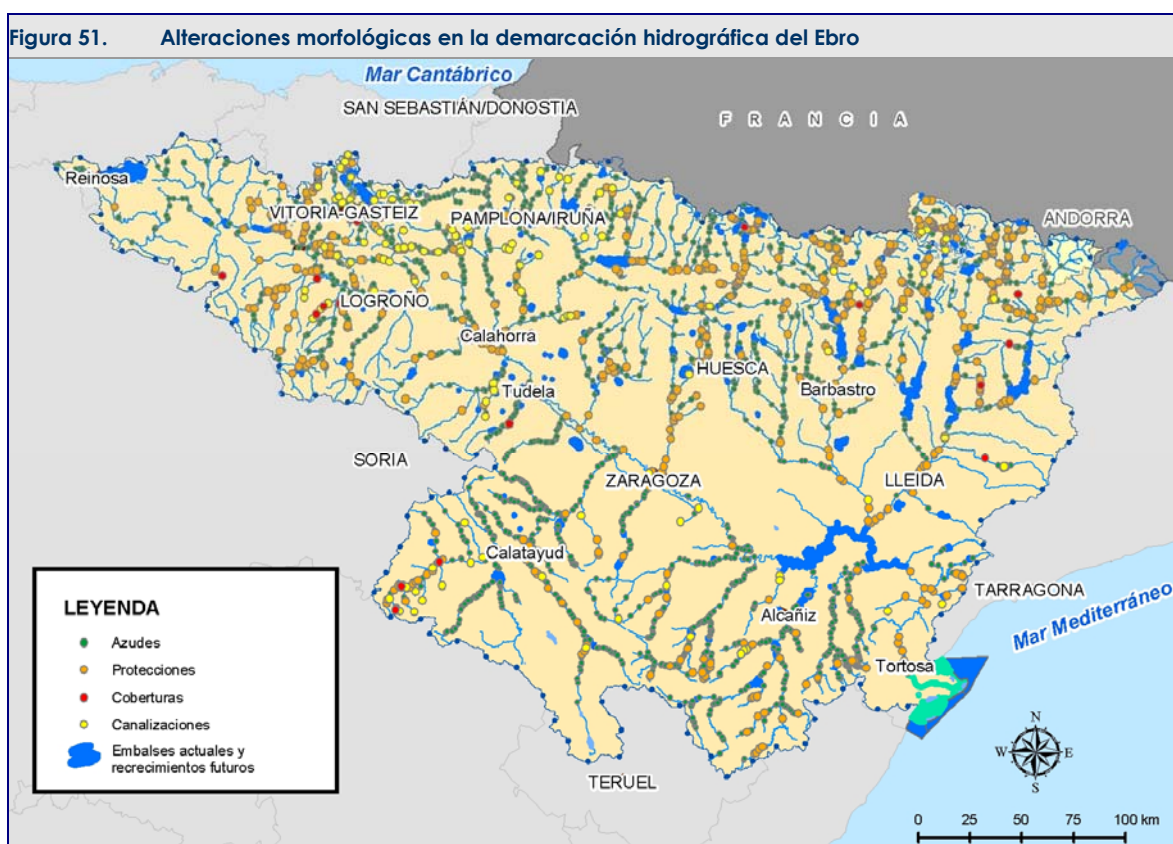 Figura 51. Alteraciones morfológicas en la demarcación hidrográfica del Ebro
Mar Cantábrico
SAN SEBASTIÁN/DONOSTIA
F R A N C I A
Reinosa
VITORIA-GASTEIZ
PAMPLONA/IRUÑA
ANDORRA
LOGROÑO
Calahorra
HUESCA
Barbastro
Tudela
SORIA
ZARAGOZA
LLEIDA
Calatayud
TARRAGONA
Alcañiz
Mar Mediterráneo
Tortosa
TERUEL
LEYENDA
Azudes
Protecciones
Coberturas
Canalizaciones
Embalses actuales y
recrecimientos futuros
N
W E
S
0 25 50 75 100 km